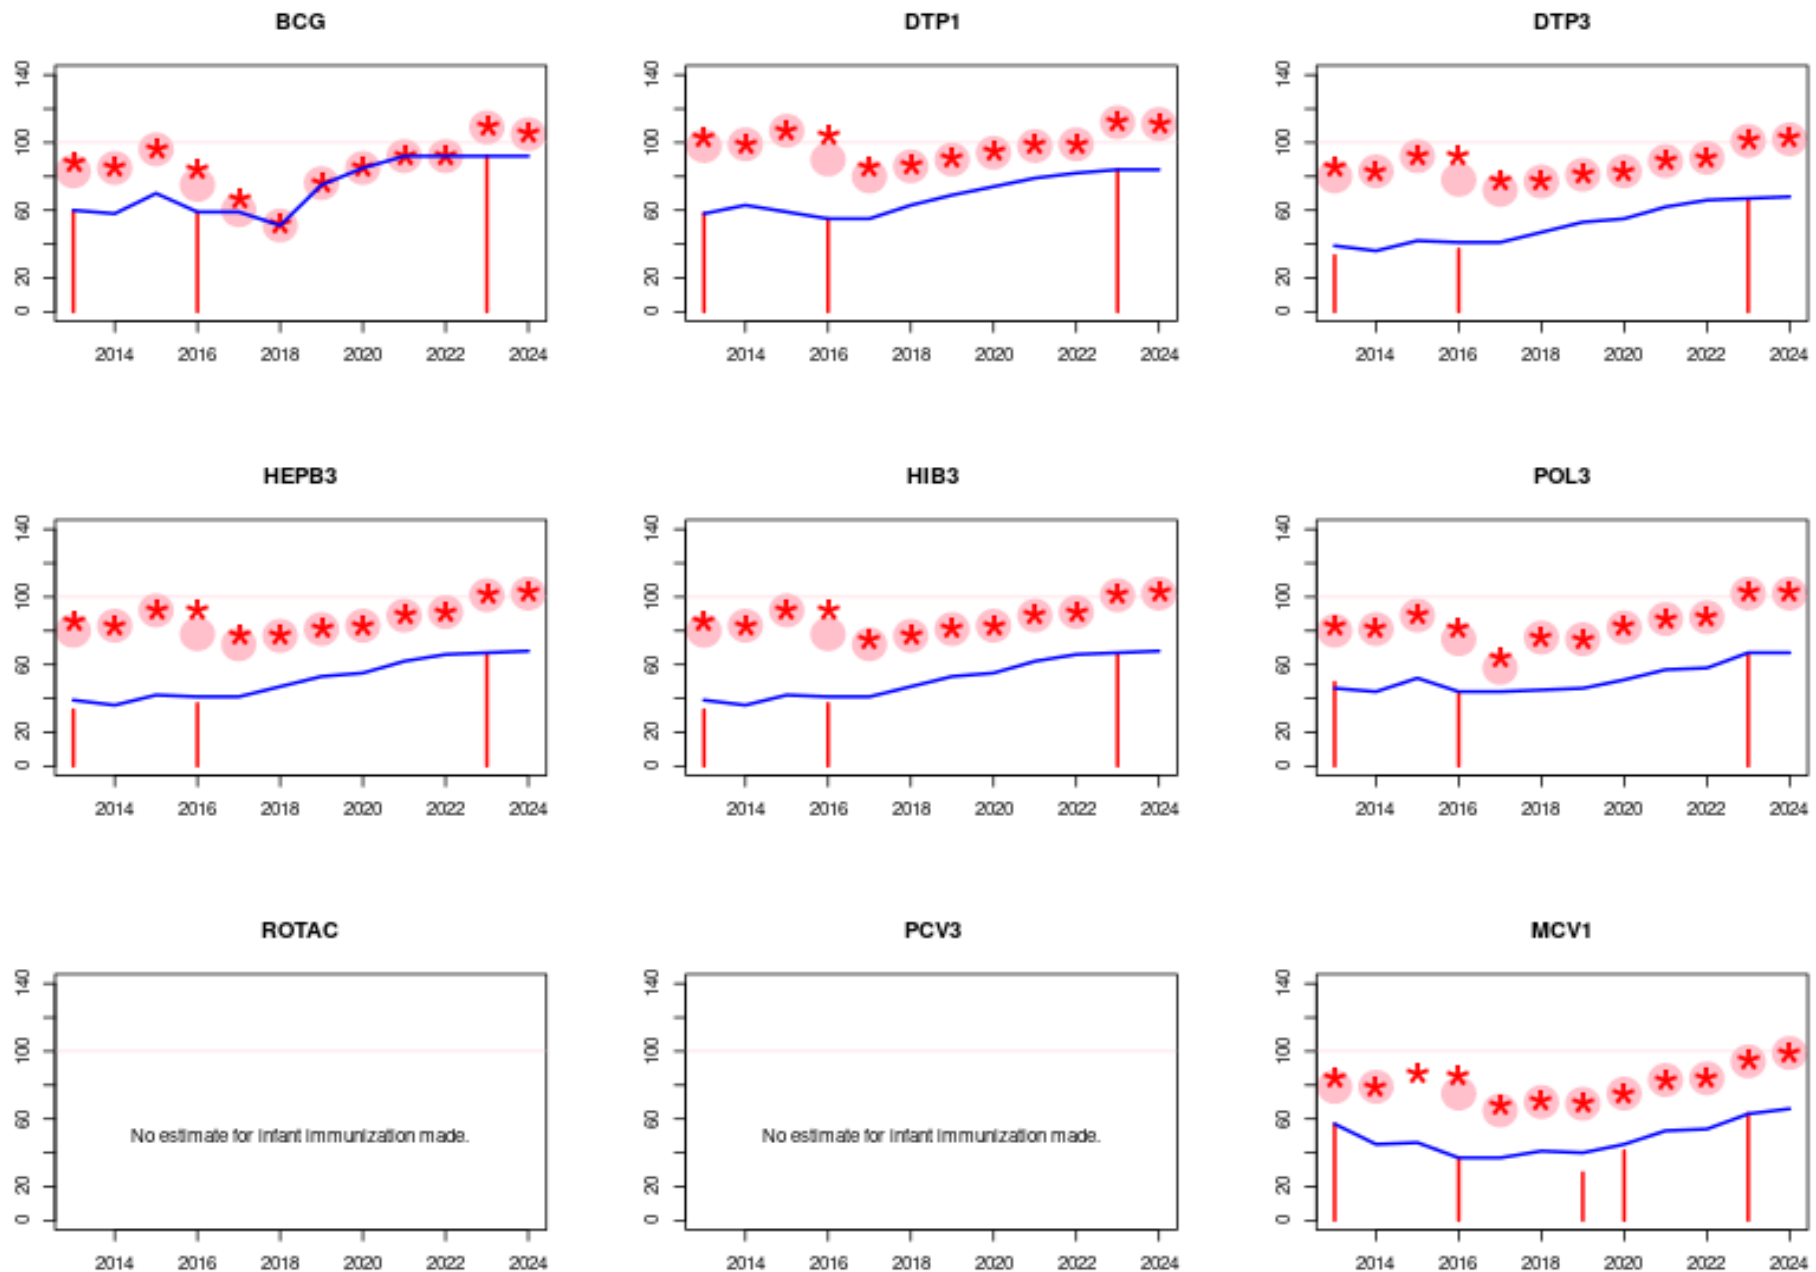 BCG DTP1 DTP3
140 140 140
100 100 100
60 60 60
20 20 20
0 0 0
2014 2016 2018 2020 2022 2024 2014 2016 2018 2020 2022 2024 2014 2016 2018 2020 2022 2024
HEPB3 HIB3 POL3
140 140 140
100 100 100
60 60 60
20 20 20
0 0 0
2014 2016 2018 2020 2022 2024 2014 2016 2018 2020 2022 2024 2014 2016 2018 2020 2022 2024
ROTAC PCV3 MCV1
140 140 140
100 100 100
60 60 60
No estimate for infant immunization made. No estimate for infant immunization made.
20 20 20
0 0 0
2014 2016 2018 2020 2022 2024 2014 2016 2018 2020 2022 2024 2014 2016 2018 2020 2022 2024